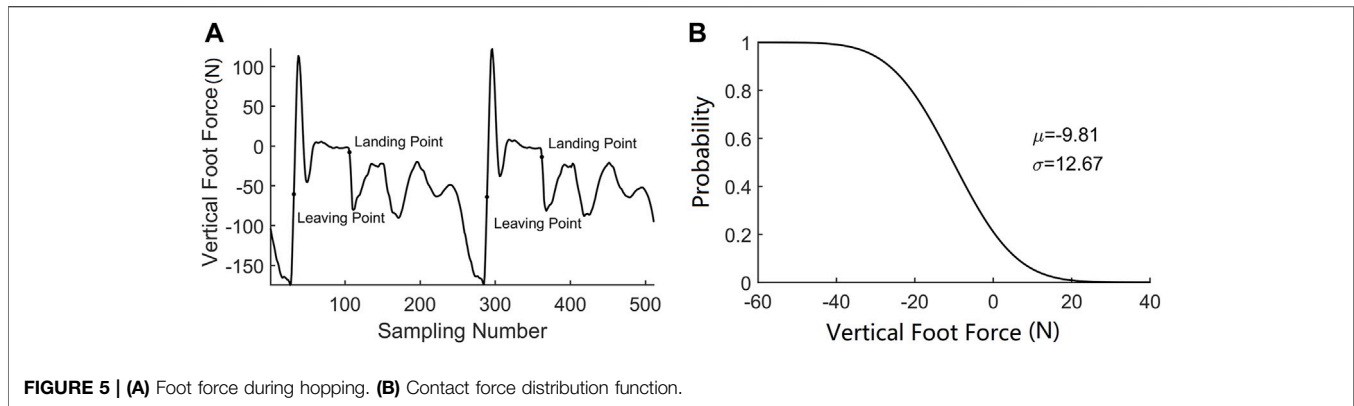 A
Vertical Foot Force (N)
100
50
0
-50
-100
-150
Landing Point
Leaving Point
Landing Point
Leaving Point
100 200 300 400 500
Sampling Number
B
Probability
1
0.8
0.6
0.4
0.2
0
μ=-9.81
σ=12.67
-60 -40 -20 0 20 40
Vertical Foot Force (N)
FIGURE 5 | (A) Foot force during hopping. (B) Contact force distribution function.